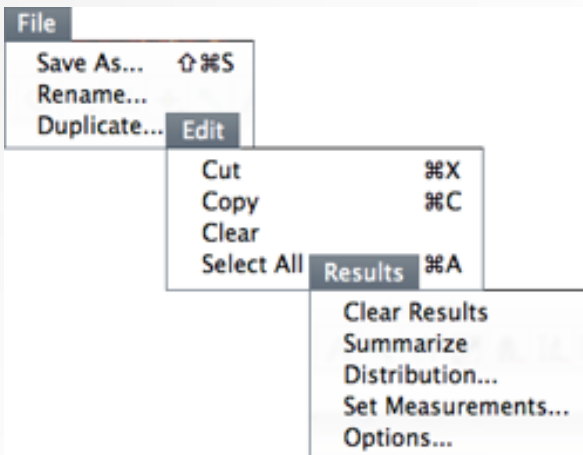 File
Save As... ⇧⌘S
Rename...
Duplicate...
Edit
Cut ⌘X
Copy ⌘C
Clear
Select All ⌘A
Results
Clear Results
Summarize
Distribution...
Set Measurements...
Options...